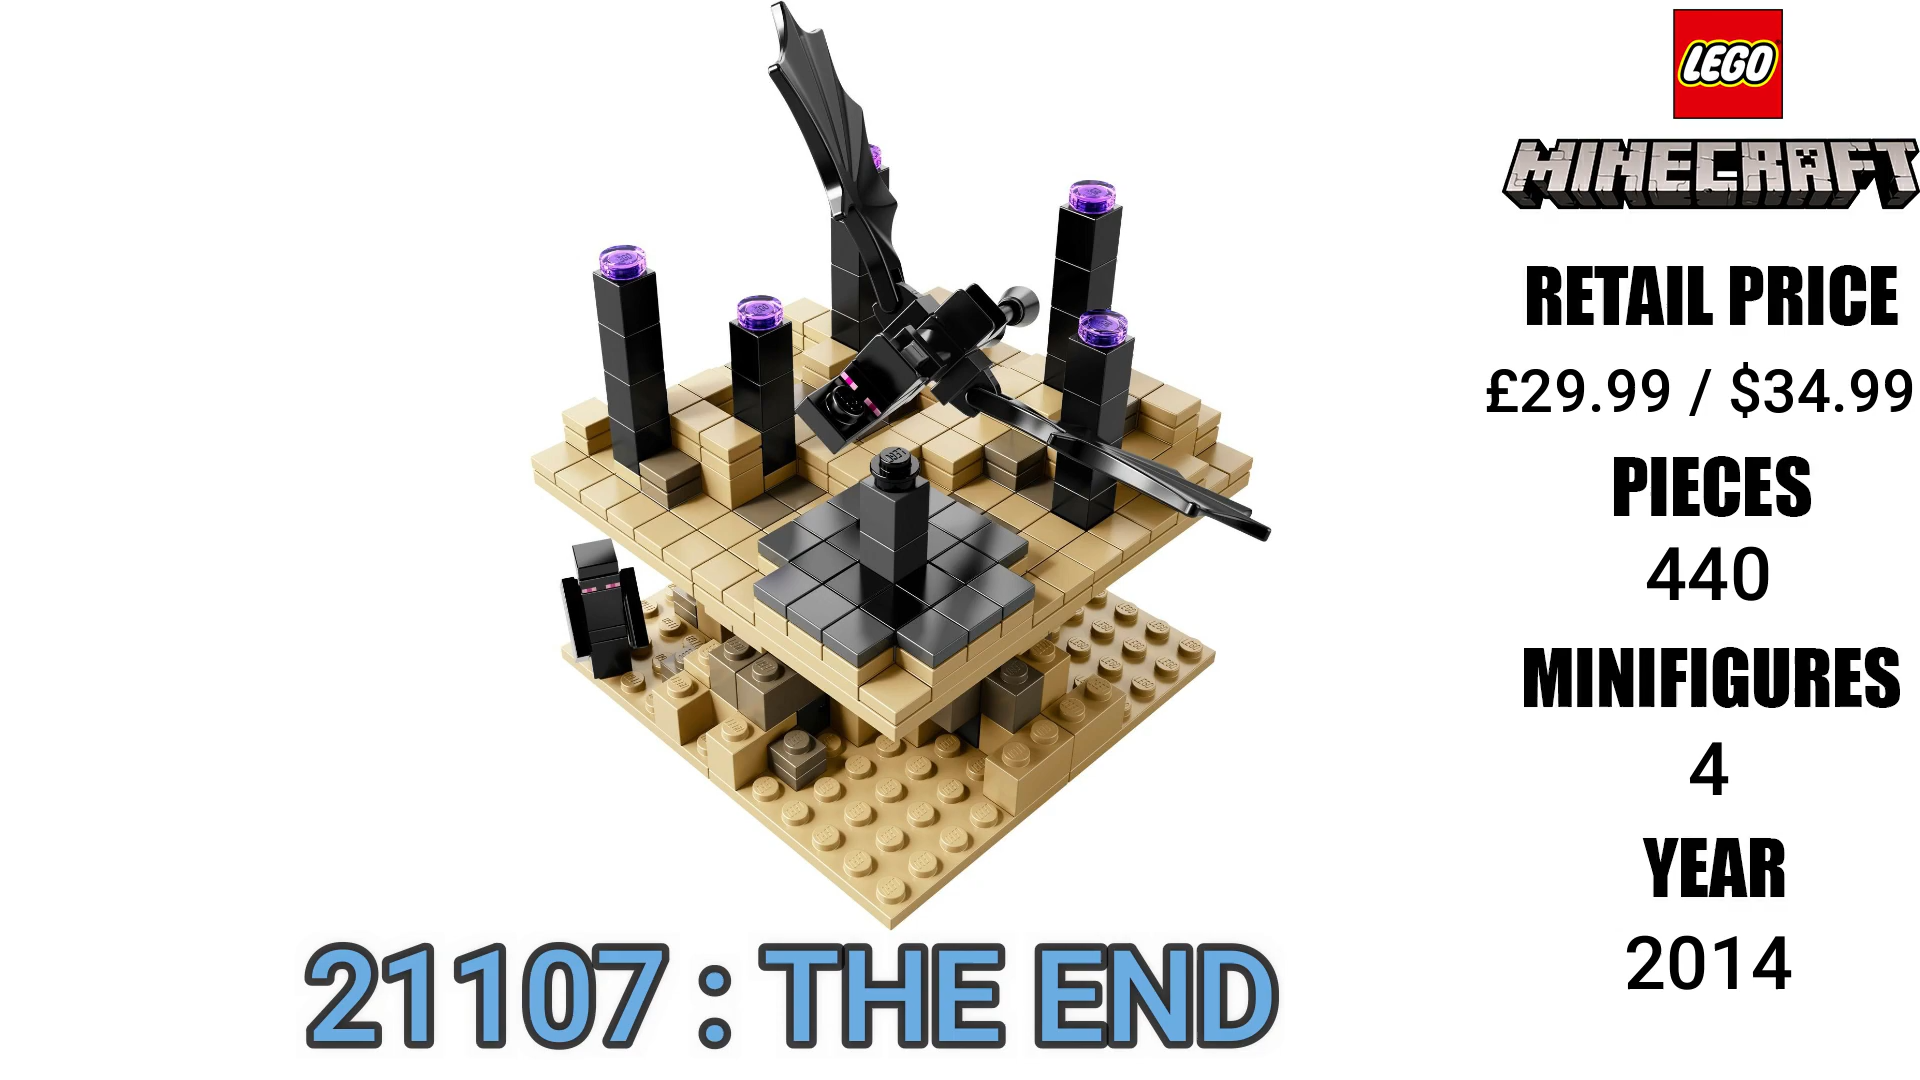 LEGO
MINECRAFT
RETAIL PRICE
£29.99 / $34.99
PIECES
440
MINIFIGURES
4
YEAR
2014
21107 : THE END